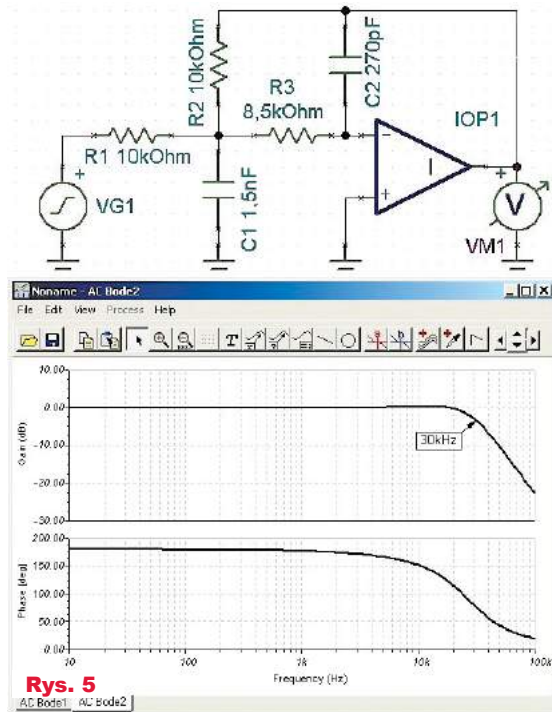 R2 10kOhm
C2 270pF
R3
8,5kOhm
IOP1
R1 10kOhm
C1 1.5nF
VG1
VM1
V
I
Noname - AC Bode2
File Edit View Process Help
10.00
0.00
-10.00
-20.00
-30.00
Gain (dB)
30kHz
200.00
150.00
100.00
50.00
0.00
Phase [deg]
10 100 1k 10k 100k
Frequency (Hz)
Rys. 5
AC Bode1 AC Bode2